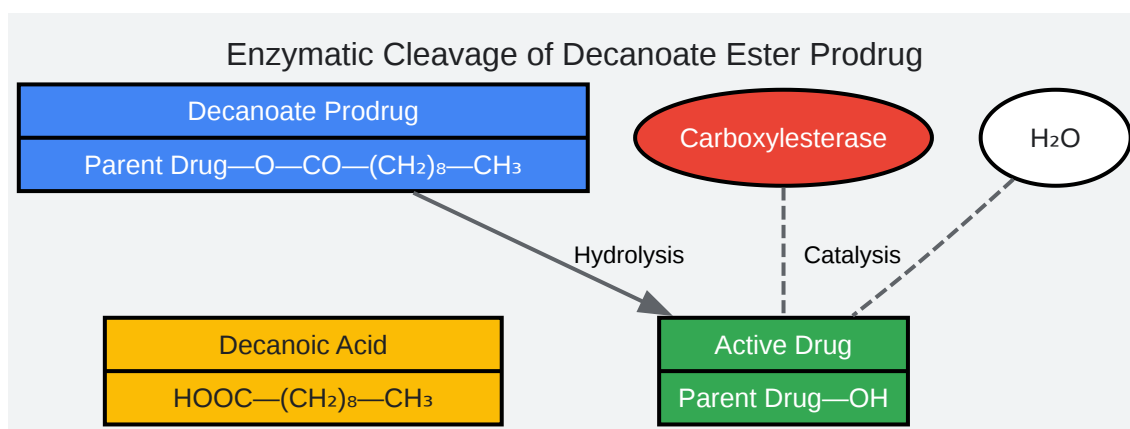 Enzymatic Cleavage of Decanoate Ester Prodrug
Decanoate Prodrug
Parent Drug—O—CO—(CH₂)₈—CH₃
Carboxylesterase
H₂O
Hydrolysis
Catalysis
Decanoic Acid
HOOC—(CH₂)₈—CH₃
Active Drug
Parent Drug—OH